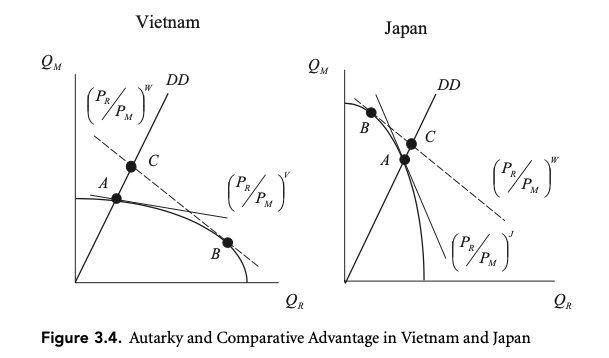 Vietnam
Q_M
DD
(P_R/P_M)^W
C
A
(P_R/P_M)^V
B
Q_R
Japan
Q_M
DD
B
C
A
(P_R/P_M)^W
(P_R/P_M)^J
Q_R
Figure 3.4. Autarky and Comparative Advantage in Vietnam and Japan